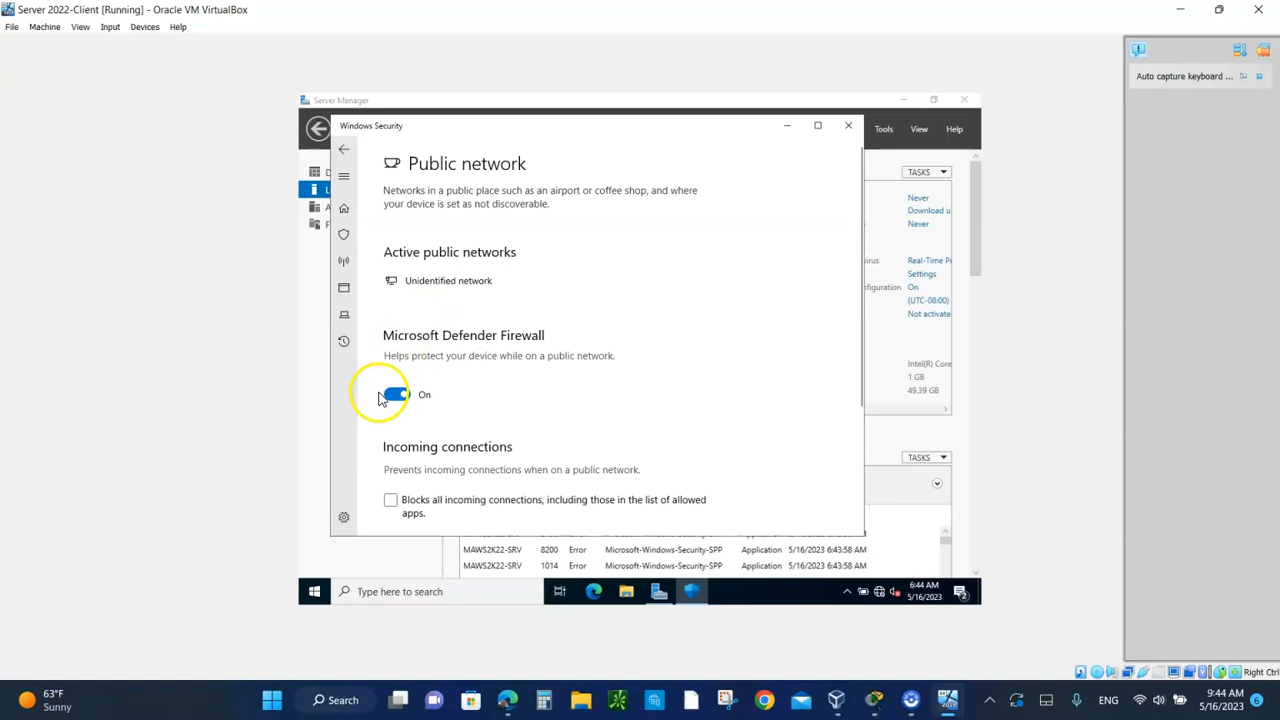 Server 2022-Client [Running] - Oracle VM VirtualBox
File Machine View Input Devices Help
Auto capture keyboard ...
Server Manager
Windows Security
Tools View Help
Public network
Networks in a public place such as an airport or coffee shop, and where
your device is set as not discoverable.
TASKS
Never
Download u
Never
Active public networks
Unidentified network
Real-Time Pr
Settings
On
(UTC-08:00)
Not activate
Microsoft Defender Firewall
Helps protect your device while on a public network.
On
Intel(R) Core
1 GB
49.39 GB
Incoming connections
Prevents incoming connections when on a public network.
Blocks all incoming connections, including those in the list of allowed
apps.
TASKS
MAWS2K22-SRV 8200 Error Microsoft-Windows-Security-SPP Application 5/16/2023 6:43:58 AM
MAWS2K22-SRV 1014 Error Microsoft-Windows-Security-SPP Application 5/16/2023 6:43:58 AM
Type here to search
6:44 AM
5/16/2023
2
Right Ctrl
63°F
Sunny
Search
ENG
9:44 AM
5/16/2023